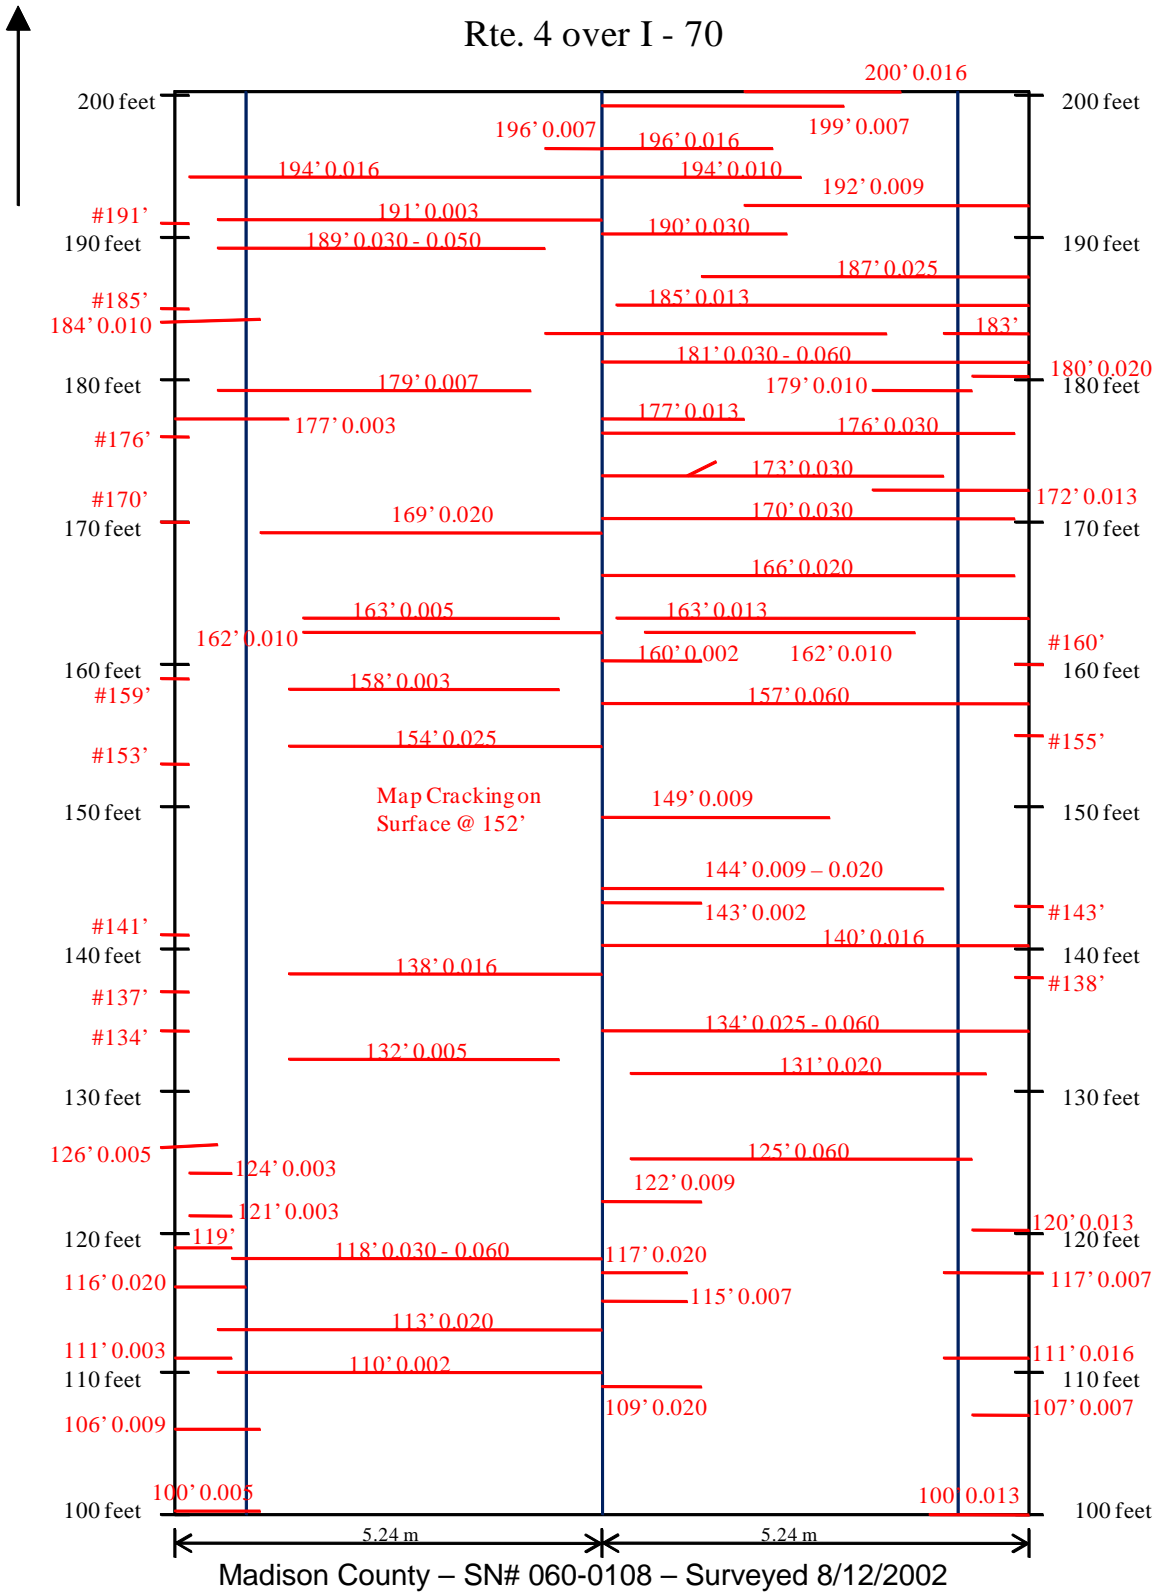 Rte. 4 over I - 70
200’ 0.016
200 feet
200 feet
199’ 0.007
196’ 0.007
196’ 0.016
194’ 0.016
194’ 0.010
192’ 0.009
#191’
191’ 0.003
190’ 0.030
190 feet
189’ 0.030 - 0.050
190 feet
187’ 0.025
#185’
185’ 0.013
184’ 0.010
183’
181’ 0.030 - 0.060
180’ 0.020
180 feet
179’ 0.007
179’ 0.010
180 feet
177’ 0.003
177’ 0.013
#176’
176’ 0.030
173’ 0.030
#170’
172’ 0.013
169’ 0.020
170’ 0.030
170 feet
170 feet
166’ 0.020
163’ 0.005
163’ 0.013
162’ 0.010
#160’
160’ 0.002
162’ 0.010
160 feet
160 feet
158’ 0.003
#159’
157’ 0.060
154’ 0.025
#155’
#153’
Map Cracking on
Surface @ 152’
149’ 0.009
150 feet
150 feet
144’ 0.009 – 0.020
143’ 0.002
#143’
#141’
140’ 0.016
140 feet
140 feet
138’ 0.016
#138’
#137’
134’ 0.025 - 0.060
#134’
132’ 0.005
131’ 0.020
130 feet
130 feet
126’ 0.005
125’ 0.060
124’ 0.003
122’ 0.009
121’ 0.003
120’ 0.013
119’
120 feet
120 feet
118’ 0.030 - 0.060
117’ 0.020
116’ 0.020
117’ 0.007
115’ 0.007
113’ 0.020
111’ 0.003
111’ 0.016
110’ 0.002
110 feet
110 feet
109’ 0.020
107’ 0.007
106’ 0.009
100’ 0.005
100’ 0.013
100 feet
100 feet
5.24 m
5.24 m
Madison County – SN# 060-0108 – Surveyed 8/12/2002